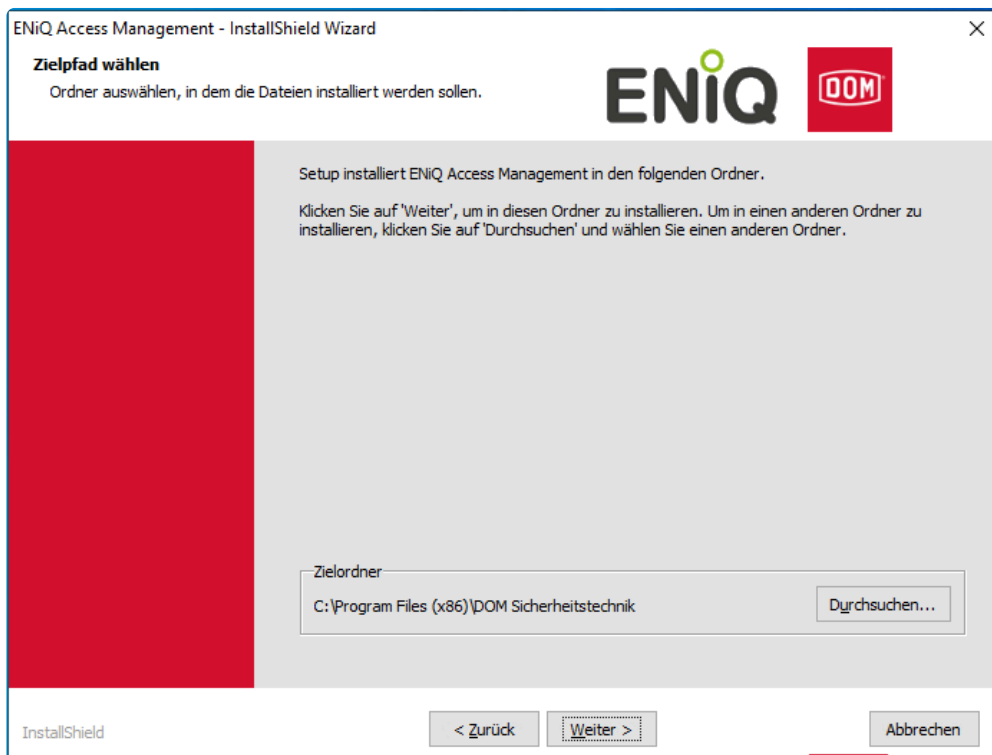 ENiQ Access Management - InstallShield Wizard
Zielpfad wählen
Ordner auswählen, in dem die Dateien installiert werden sollen.
ENiQ
DOM
Setup installiert ENiQ Access Management in den folgenden Ordner.
Klicken Sie auf 'Weiter', um in diesen Ordner zu installieren. Um in einen anderen Ordner zu
installieren, klicken Sie auf 'Durchsuchen' und wählen Sie einen anderen Ordner.
Zielordner
C:\Program Files (x86)\DOM Sicherheitstechnik
Durchsuchen...
InstallShield
< Zurück
Weiter >
Abbrechen